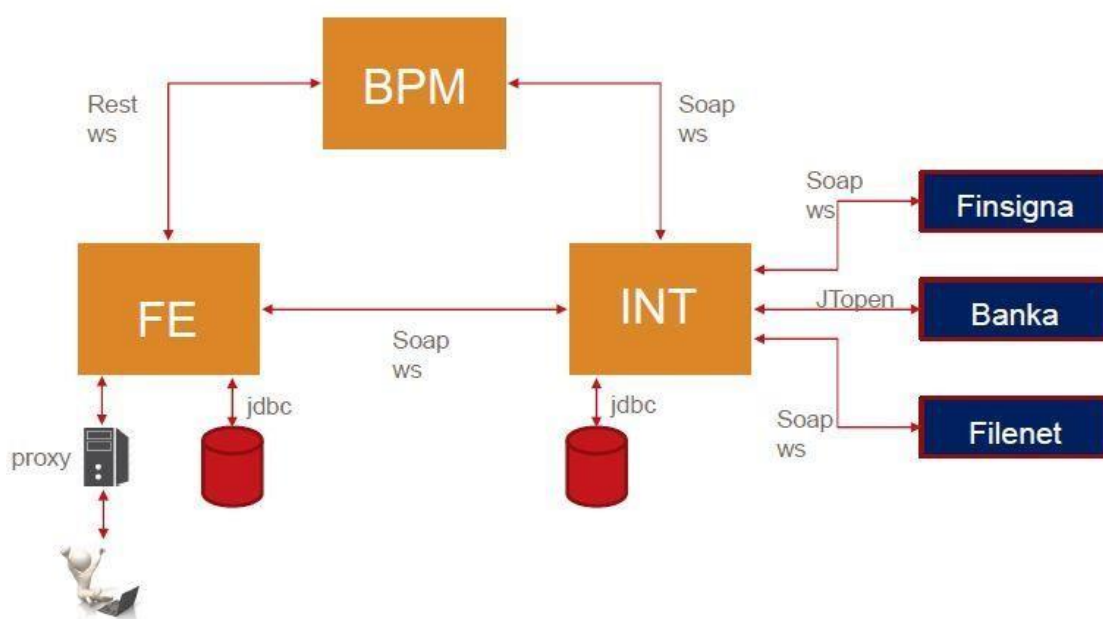 BPM
Rest
ws
Soap
ws
Soap
ws
Finsigna
FE
INT
JTopen
Banka
Soap
ws
jdbc
jdbc
Soap
ws
Filenet
proxy